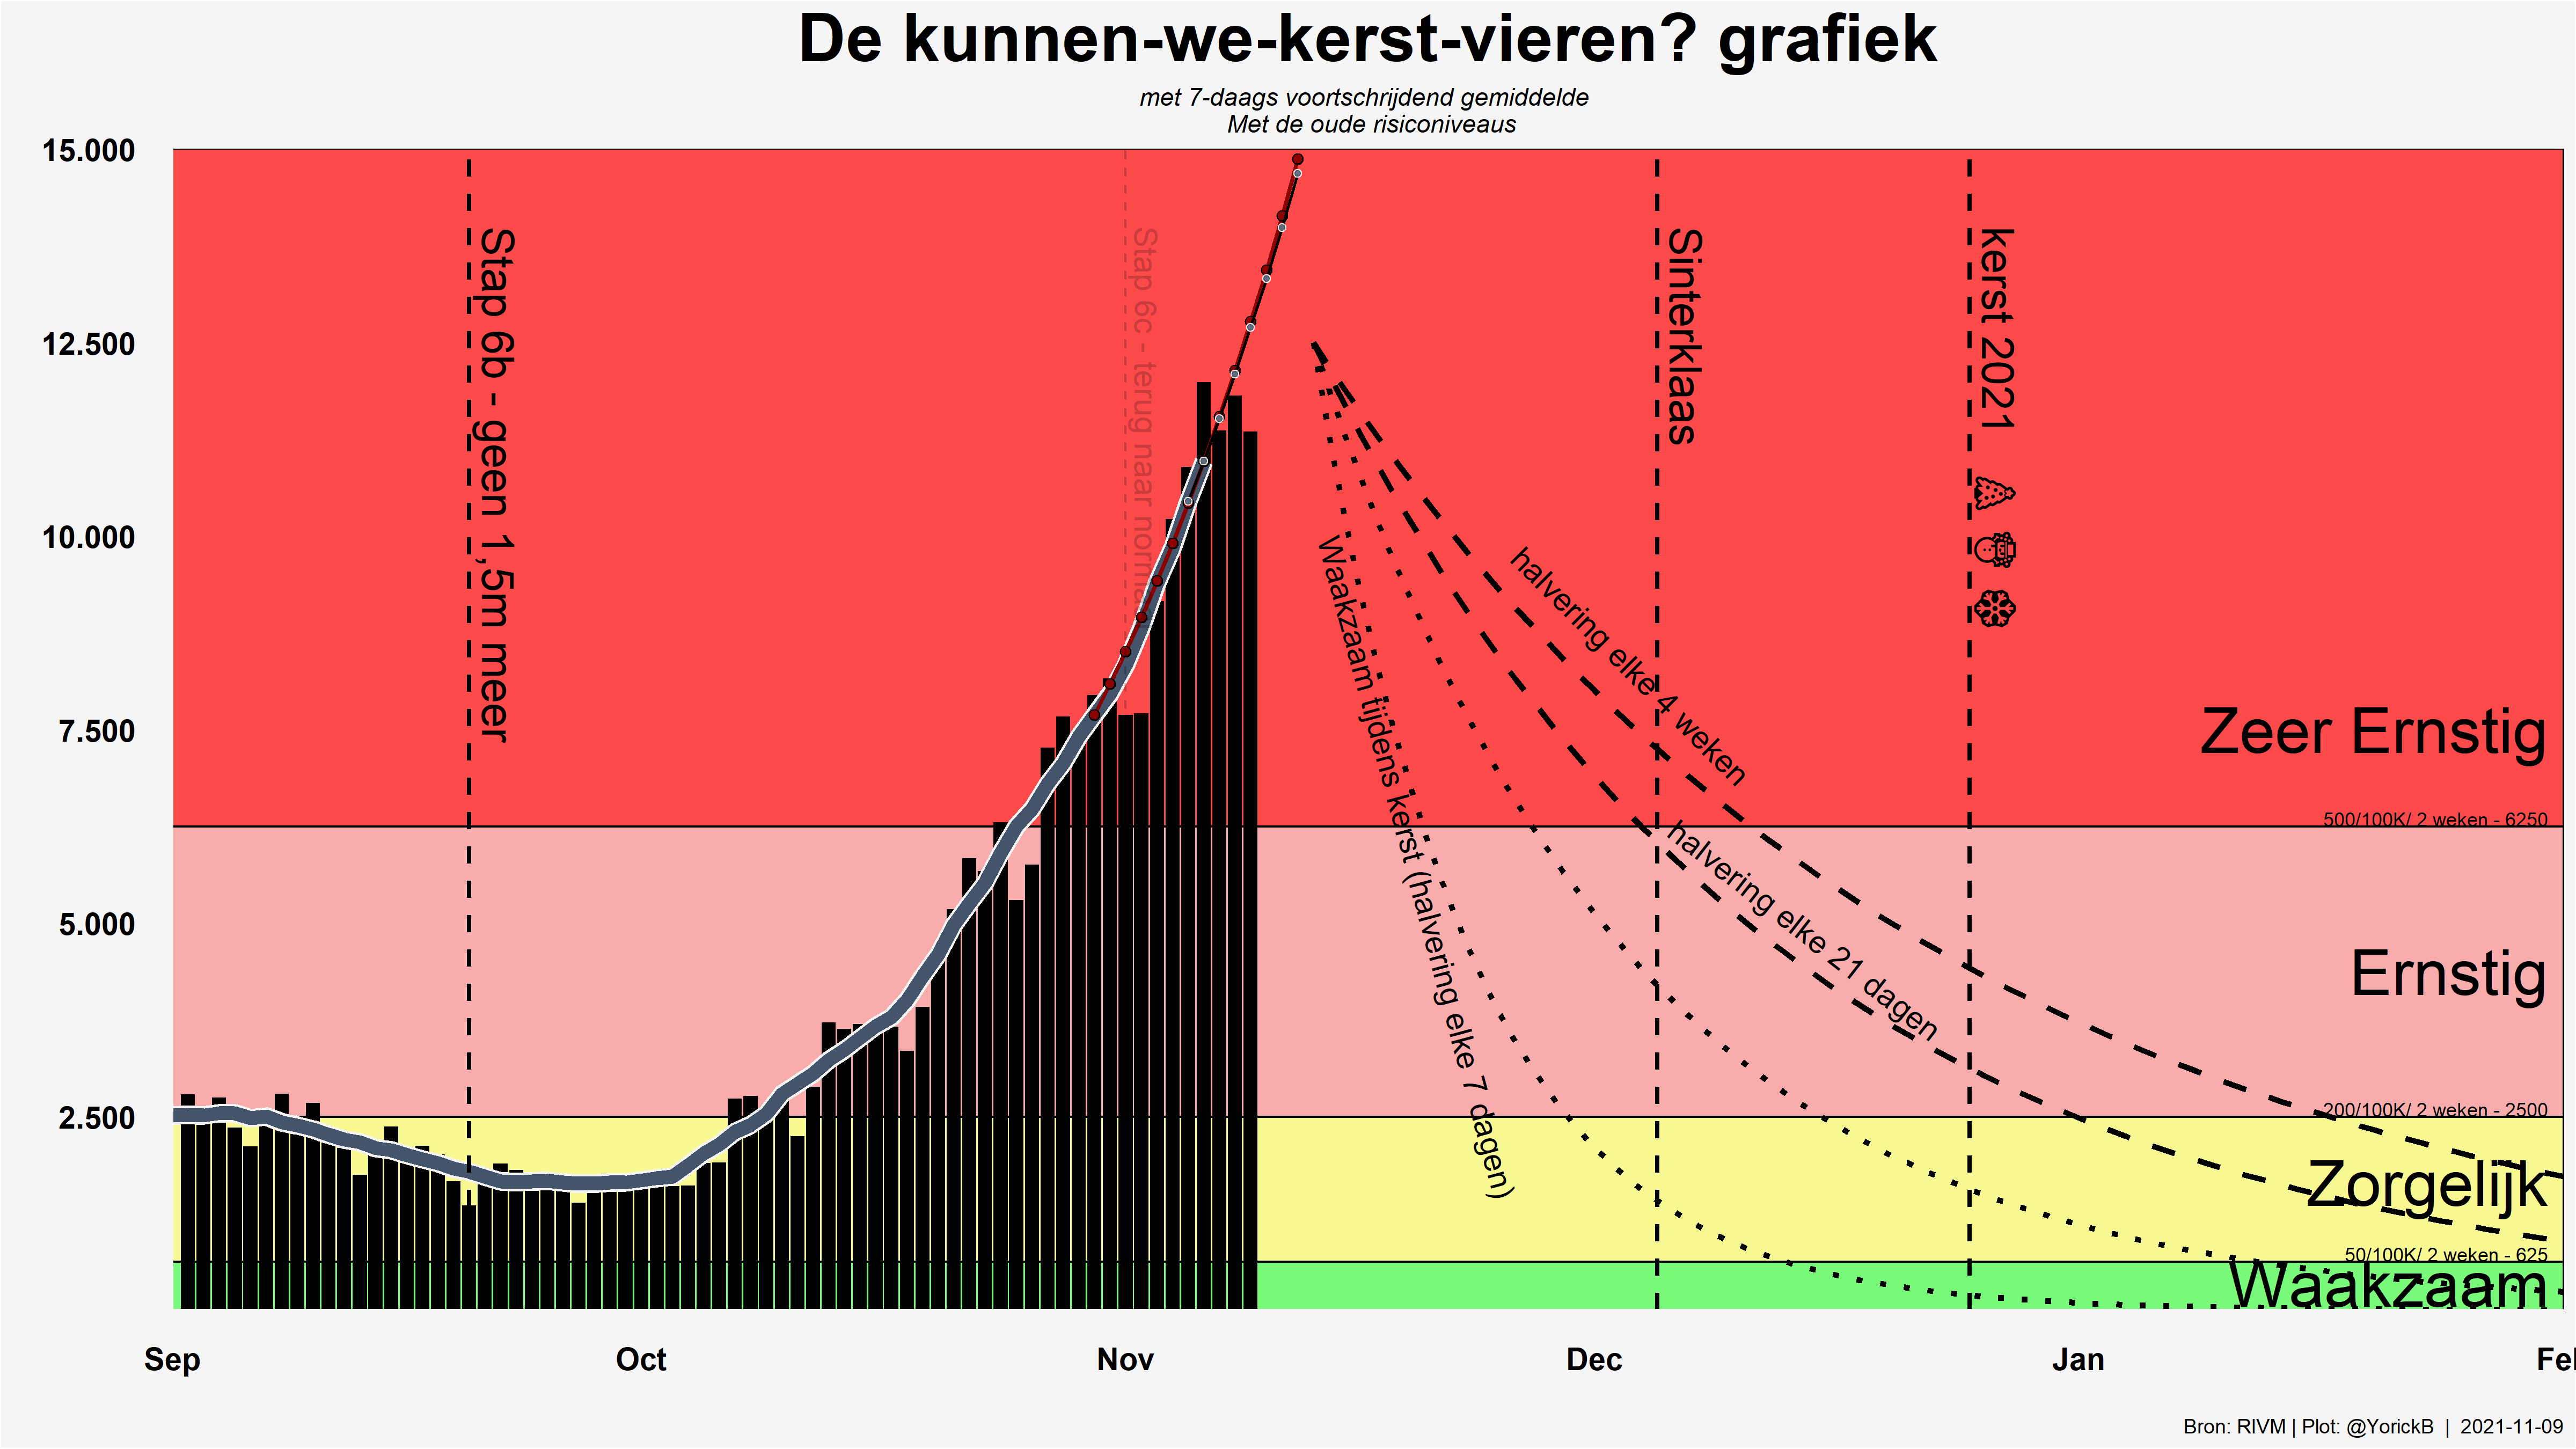 De kunnen-we-kerst-vieren? grafiek
met 7-daags voortschrijdend gemiddelde
Met de oude risiconiveaus
15.000
12.500
10.000
7.500
5.000
2.500
Stap 6b - geen 1,5m meer
Stap 6c - terug naar
Sinterklaas
kerst 2021
Waakzaam tijdens kerst (halvering elke 7 dagen)
halvering elke 4 weken
halvering elke 21 dagen
Zeer Ernstig
500/100K/ 2 weken - 6250
Ernstig
200/100K/ 2 weken - 2500
Zorgelijk
50/100K/ 2 weken - 625
Waakzaam
Sep
Oct
Nov
Dec
Jan
Bron: RIVM | Plot: @YorickB | 2021-11-09